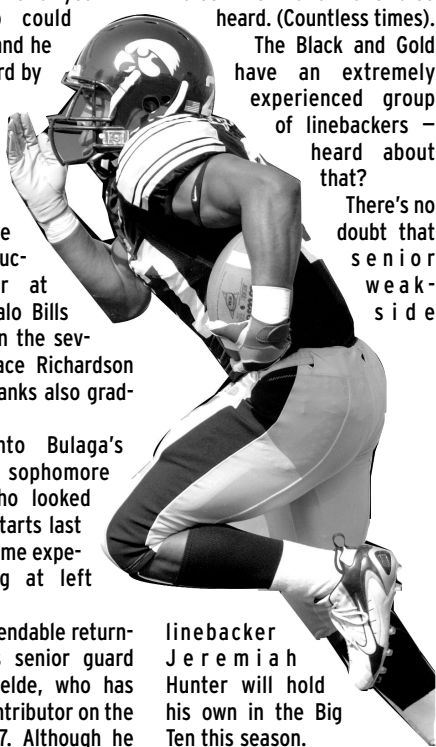 could
and he
rd by
e
uc-
r at
alo Bills
n the sev-
ace Richardson
anks also grad-
nto Bulaga's
sophomore
ho looked
tarts last
me expe-
g at left
endable return-
s senior guard
elde, who has
ntributor on the
7. Although he
heard. (Countless times).
The Black and Gold
have an extremely
experienced group
of linebackers –
heard about
that?
There's no
doubt that
senior
weak-
side
linebacker
Jeremiah
Hunter will hold
his own in the Big
Ten this season.